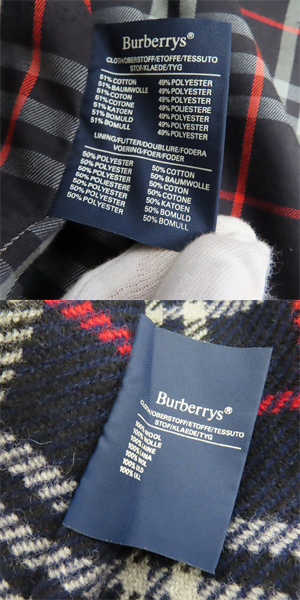 Burberrys®
CLOTH/OBERSTOFF/ETOFFE/TESSUTO
STOF/KLAEDE/TYG
51% COTTON 49% POLYESTER
51% BAUMWOLLE 49% POLYESTER
51% COTON 49% POLYESTER
51% COTONE 49% POLIESTERE
51% KATOEN 49% POLYESTER
51% BOMULD 49% POLYESTER
51% BOMULL 49% POLYESTER
LINING/FUTTER/DOUBLURE/FODERA
VOERING/FOER/FODER
50% POLYESTER 50% COTTON
50% POLYESTER 50% BAUMWOLLE
50% POLYESTER 50% COTON
50% POLIESTERE 50% COTONE
50% POLYESTER 50% KATOEN
50% POLYESTER 50% BOMULD
50% POLYESTER 50% BOMULL
Burberrys®
CLOTH/OBERSTOFF/ETOFFE/TESSUTO
STOF/KLAEDE/TYG
100% WOOL
100% WOLLE
100% LAINE
100% LANA
100% WOL
100% ULD
100% ULL